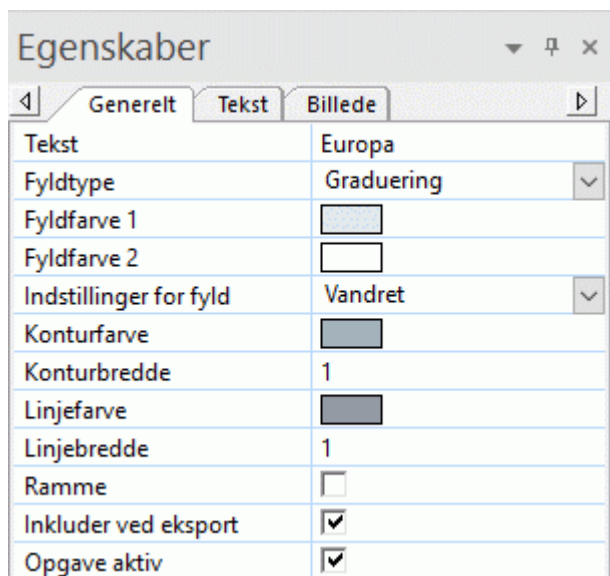 Egenskaber
Generelt Tekst Billede
Tekst Europa
Fyldtype Graduering
Fyldfarve 1
Fyldfarve 2
Indstillinger for fyld Vandret
Konturfarve
Konturbredde 1
Linjefarve
Linjebredde 1
Ramme
Inkluder ved eksport
Opgave aktiv